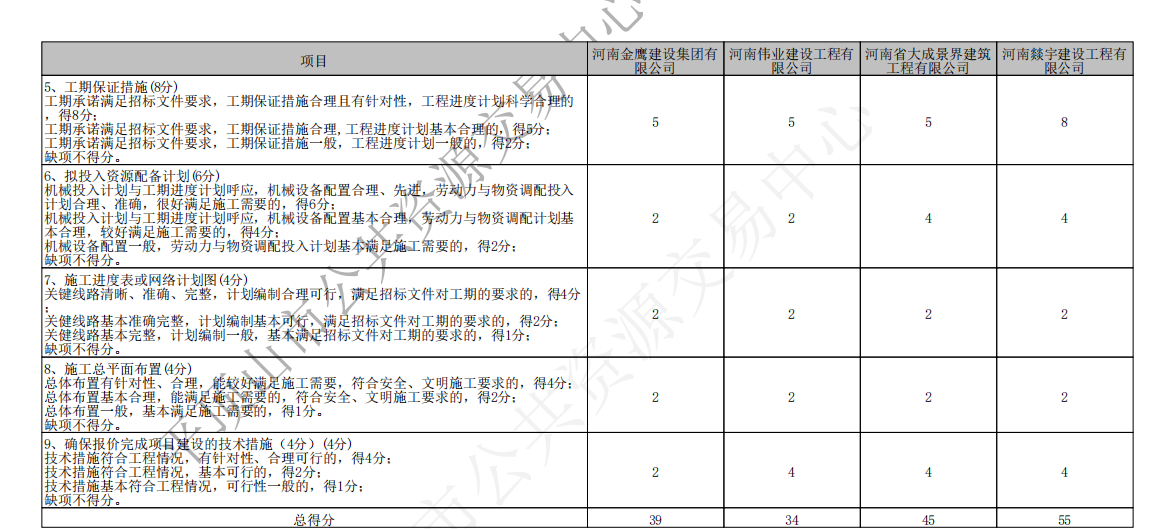 项目
河南金鹰建设集团有
限公司
河南伟业建设工程有
限公司
河南省大成景界建筑
工程有限公司
河南燚宇建设工程有
限公司
5、工期保证措施(8分)
工期承诺满足招标文件要求，工期保证措施合理且有针对性，工程进度计划科学合理的
，得8分；
工期承诺满足招标文件要求，工期保证措施合理,工程进度计划基本合理的，得5分；
工期承诺满足招标文件要求，工期保证措施一般，工程进度计划一般的，得2分；
缺项不得分。
5
5
5
8
6、拟投入资源配备计划(6分)
机械投入计划与工期进度计划呼应，机械设备配置合理、先进，劳动力与物资调配投入
计划合理、准确，很好满足施工需要的，得6分；
机械投入计划与工期进度计划呼应，机械设备配置基本合理，劳动力与物资调配计划基
本合理，较好满足施工需要的，得4分；
机械设备配置一般，劳动力与物资调配投入计划基本满足施工需要的，得2分；
缺项不得分。
2
2
4
4
7、施工进度表或网络计划图(4分)
关键线路清晰、准确、完整，计划编制合理可行，满足招标文件对工期的要求的，得4分
；
关健线路基本准确完整，计划编制基本可行，满足招标文件对工期的要求的，得2分；
关健线路基本完整，计划编制一般，基本满足招标文件对工期的要求的，得1分；
缺项不得分。
2
2
2
2
8、施工总平面布置(4分)
总体布置有针对性、合理，能较好满足施工需要，符合安全、文明施工要求的，得4分；
总体布置基本合理，能满足施工需要的，符合安全、文明施工要求的，得2分；
总体布置一般，基本满足施工需要的，得1分。
缺项不得分。
2
2
2
2
9、确保报价完成项目建设的技术措施（4分）(4分)
技术措施符合工程情况，有针对性、合理可行的，得4分；
技术措施符合工程情况，基本可行的，得2分；
技术措施基本符合工程情况，可行性一般的，得1分；
缺项不得分。
2
4
4
4
总得分
39
34
45
55
平顶山市公共资源交易中心
市公共资源交易中心